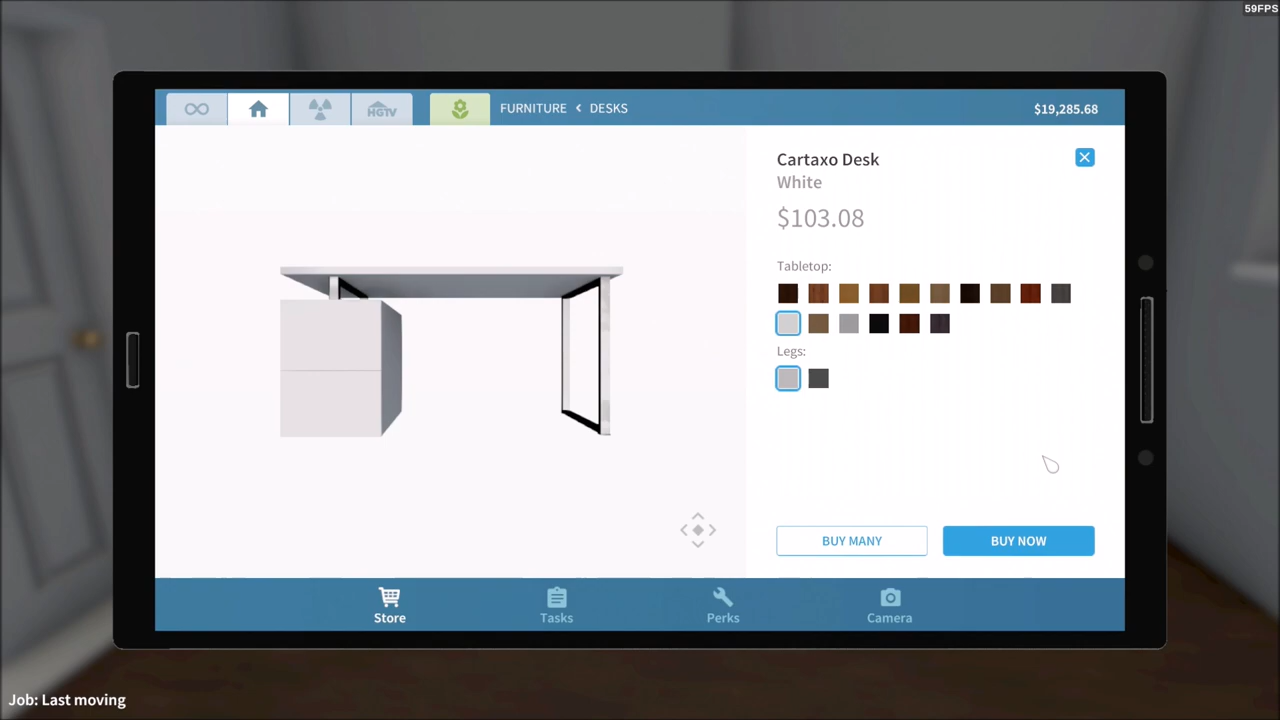 59FPS
HGTV
FURNITURE < DESKS
$19,285.68
Cartaxo Desk
White
$103.08
Tabletop:
Legs:
BUY MANY
BUY NOW
Store
Tasks
Perks
Camera
Job: Last moving